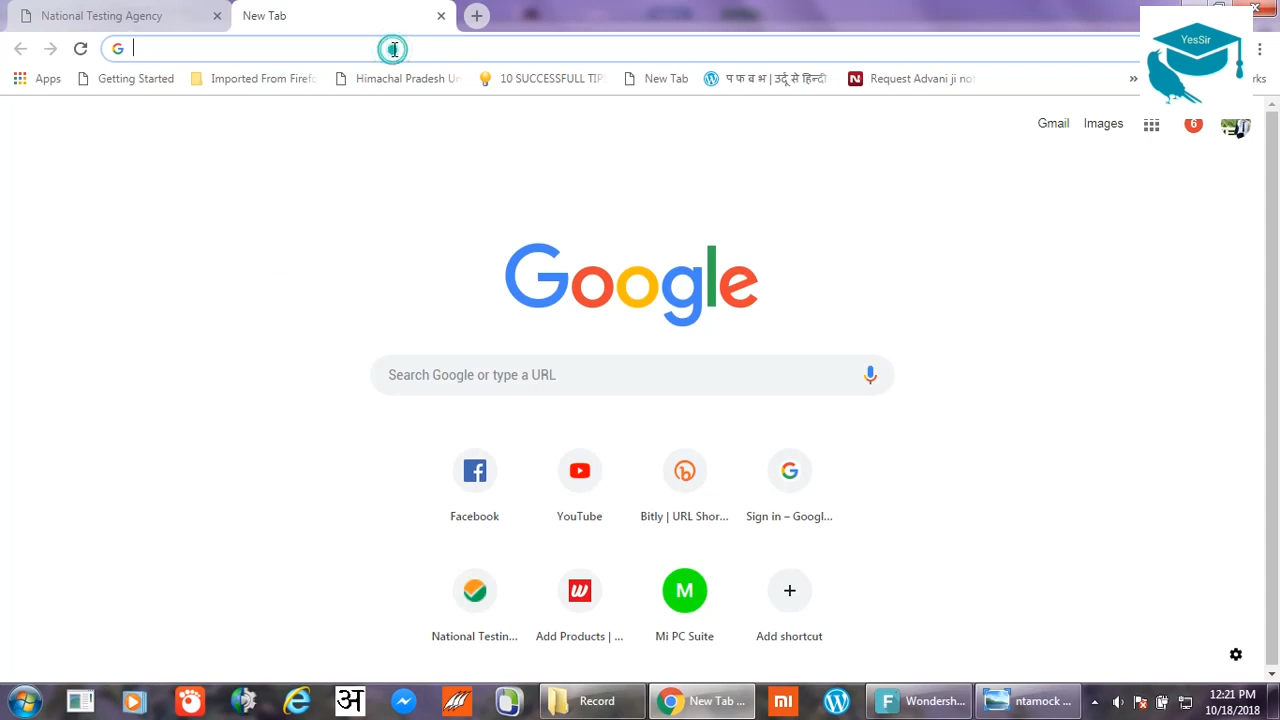 National Testing Agency
New Tab
YesSir
Apps
Getting Started
Imported From Firefo
Himachal Pradesh Un
10 SUCCESSFULL TIPS
New Tab
प फ ब भ | उर्दू से हिन्दी
Request Advani ji not
Gmail
Images
6
Google
Search Google or type a URL
Facebook
YouTube
Bitly | URL Shor...
Sign in – Googl...
National Testin...
Add Products | ...
M
Mi PC Suite
Add shortcut
अ
Record
New Tab ...
Wondersh...
ntamock ...
12:21 PM
10/18/2018